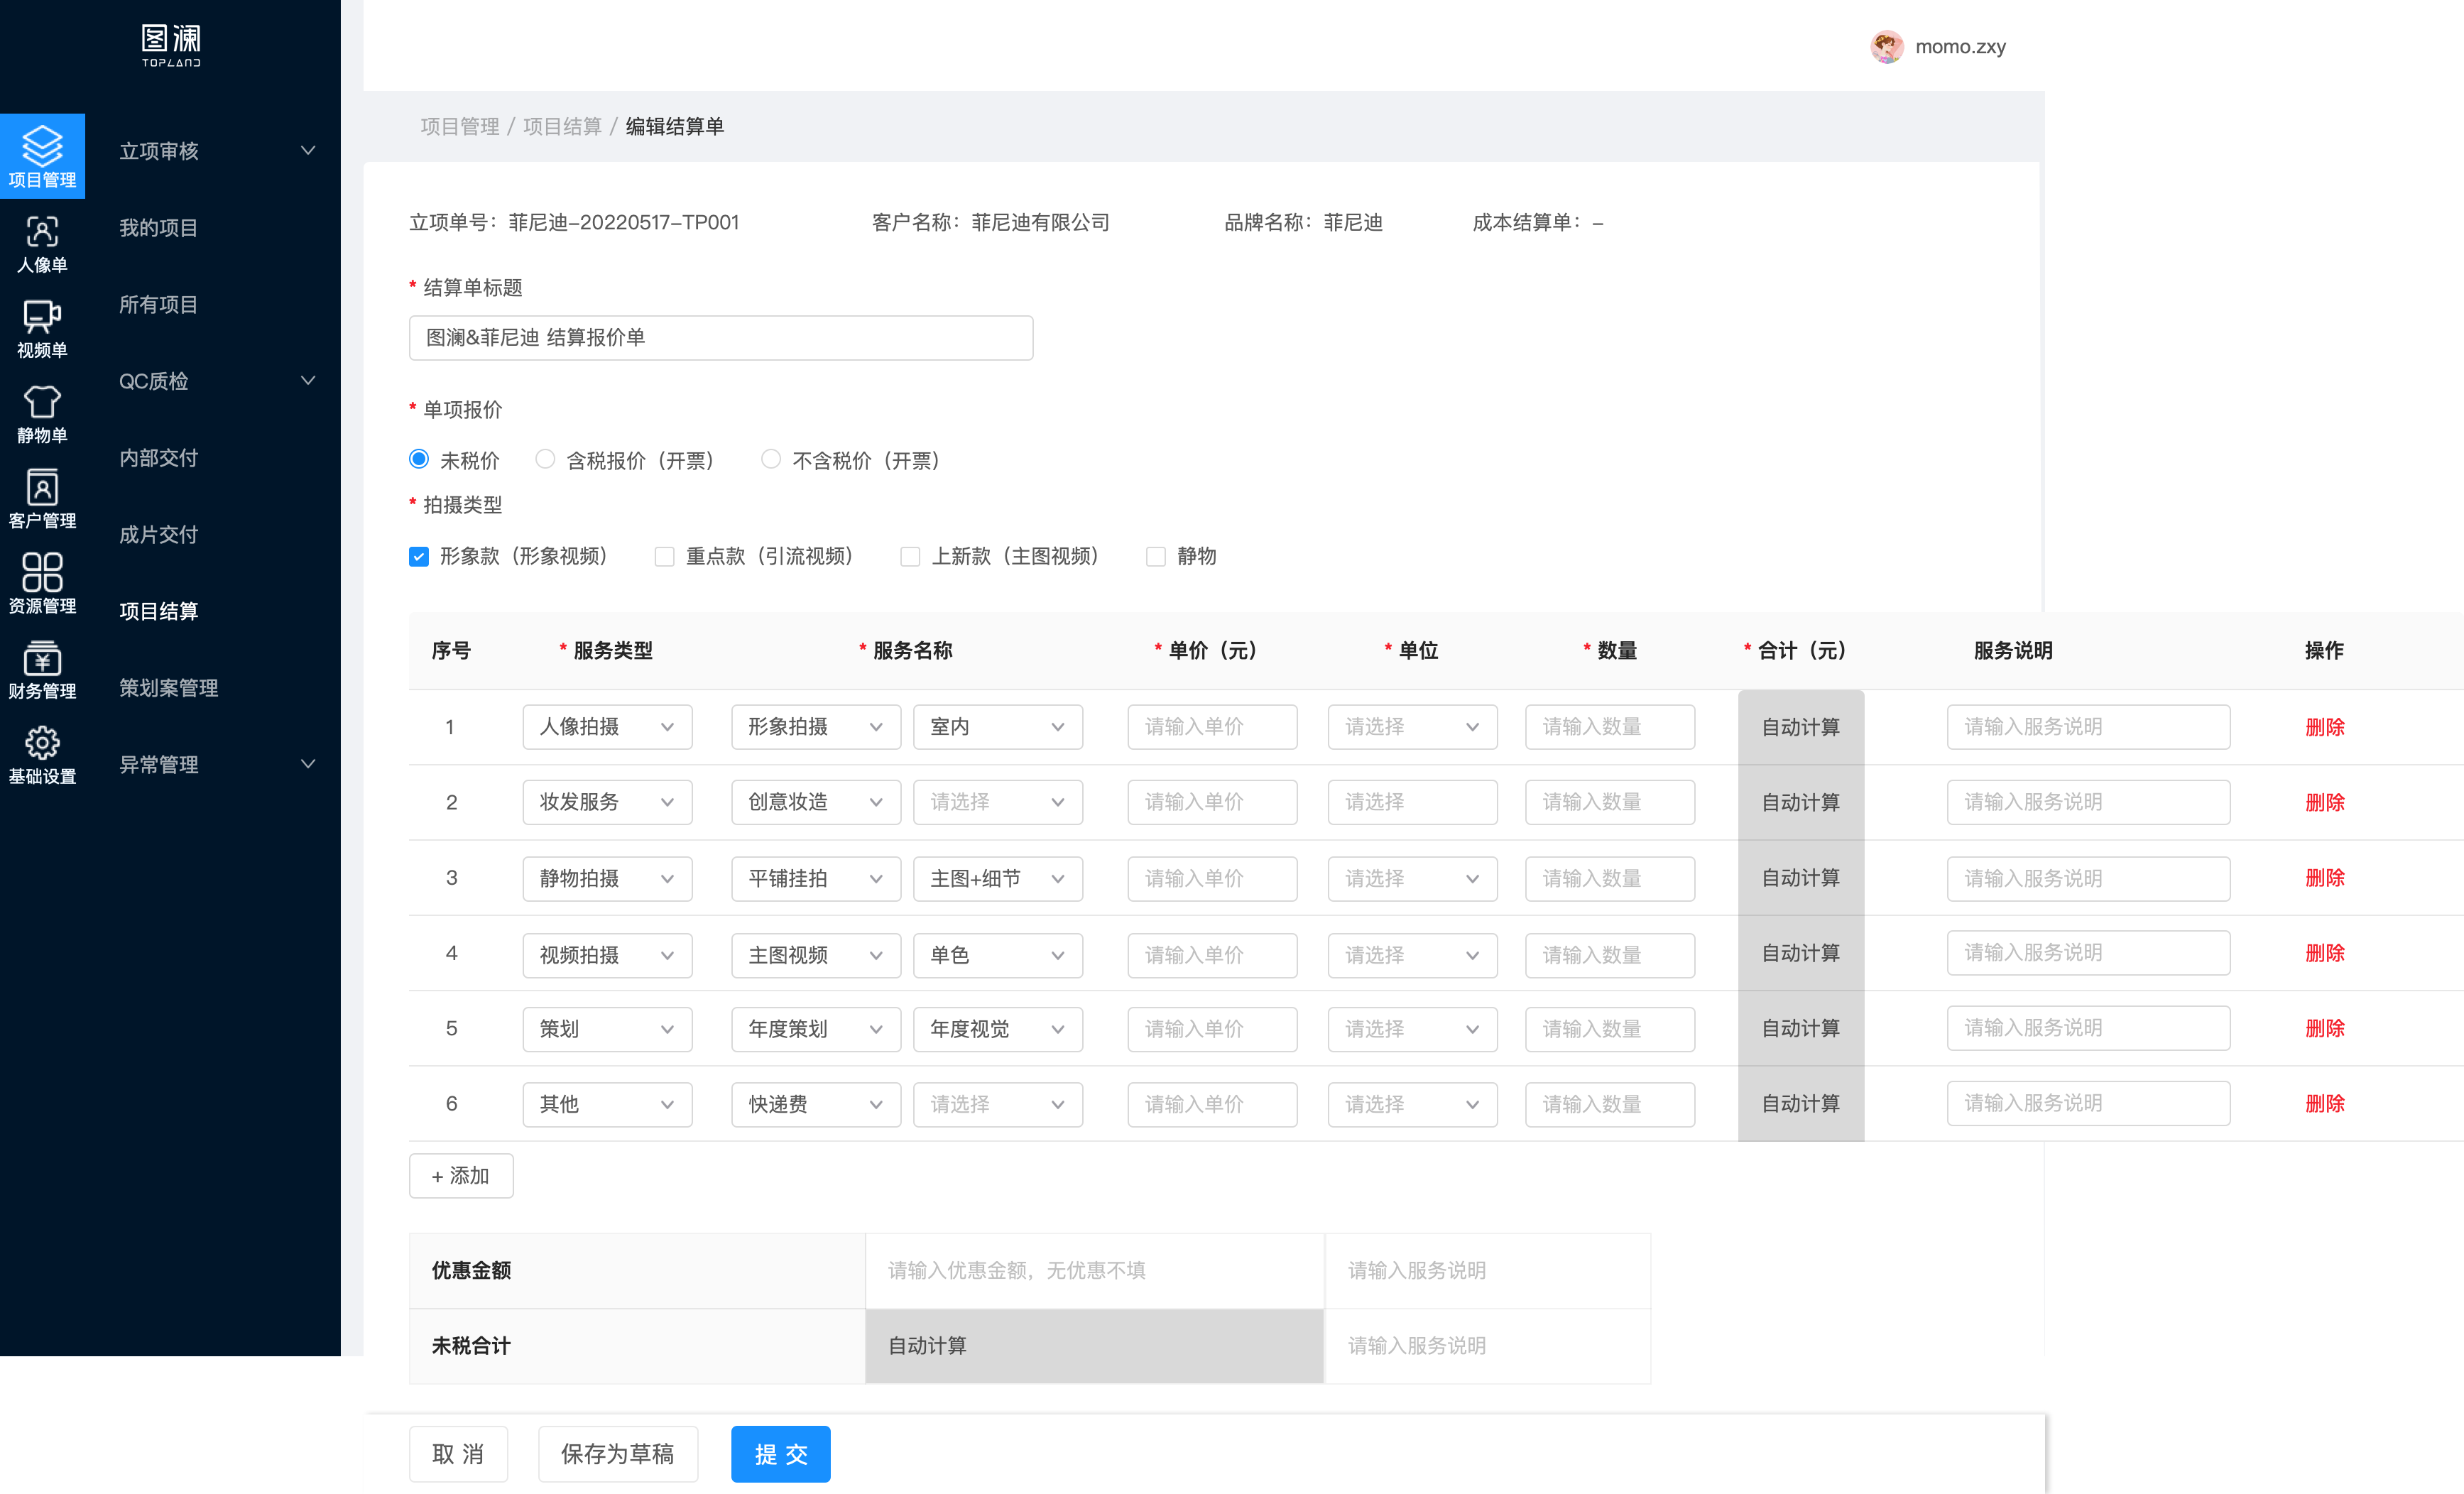 图澜
TOPLAND
momo.zxy
项目管理
人像单
视频单
静物单
客户管理
资源管理
财务管理
基础设置
立项审核
我的项目
所有项目
QC质检
内部交付
成片交付
项目结算
策划案管理
异常管理
项目管理 / 项目结算 / 编辑结算单
立项单号：菲尼迪-20220517-TP001 客户名称：菲尼迪有限公司 品牌名称：菲尼迪 成本结算单：-
* 结算单标题
图澜&菲尼迪 结算报价单
* 单项报价
未税价 含税报价（开票） 不含税价（开票）
* 拍摄类型
形象款（形象视频） 重点款（引流视频） 上新款（主图视频） 静物
序号 * 服务类型 * 服务名称 * 单价（元） * 单位 * 数量 * 合计（元） 服务说明 操作
1 人像拍摄 形象拍摄 室内 请输入单价 请选择 请输入数量 自动计算 请输入服务说明 删除
2 妆发服务 创意妆造 请选择 请输入单价 请选择 请输入数量 自动计算 请输入服务说明 删除
3 静物拍摄 平铺挂拍 主图+细节 请输入单价 请选择 请输入数量 自动计算 请输入服务说明 删除
4 视频拍摄 主图视频 单色 请输入单价 请选择 请输入数量 自动计算 请输入服务说明 删除
5 策划 年度策划 年度视觉 请输入单价 请选择 请输入数量 自动计算 请输入服务说明 删除
6 其他 快递费 请选择 请输入单价 请选择 请输入数量 自动计算 请输入服务说明 删除
+ 添加
优惠金额 请输入优惠金额，无优惠不填 请输入服务说明
未税合计 自动计算 请输入服务说明
取 消 保存为草稿 提 交